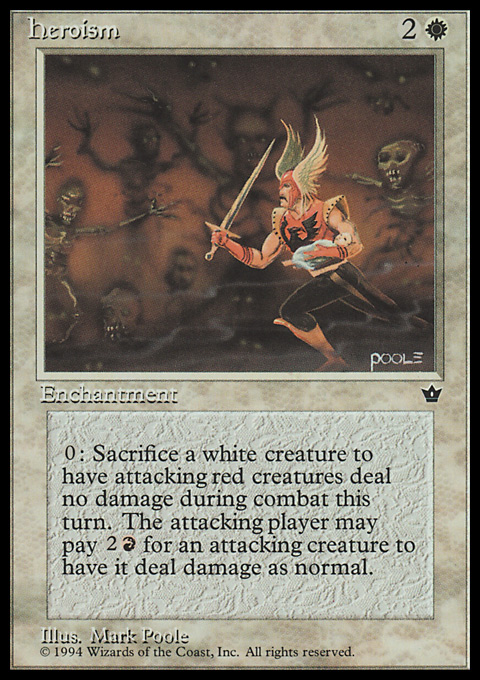 Heroism 2
POOLE
Enchantment
0: Sacrifice a white creature to
have attacking red creatures deal
no damage during combat this
turn. The attacking player may
pay 2 for an attacking creature to
have it deal damage as normal.
Illus. Mark Poole
© 1994 Wizards of the Coast, Inc. All rights reserved.